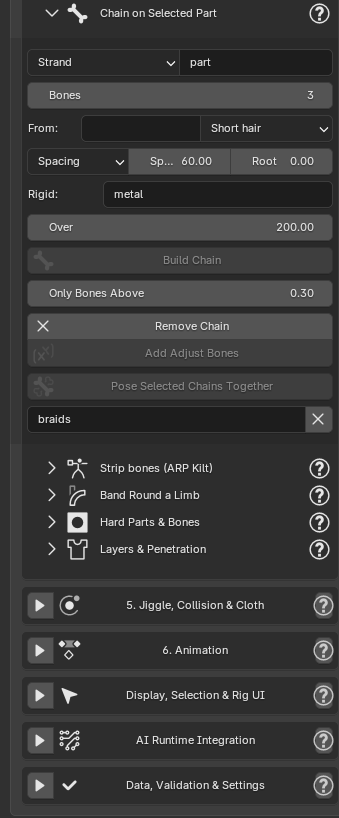 Chain on Selected Part
Strand part
Bones 3
From: Short hair
Spacing Sp... 60.00 Root 0.00
Rigid: metal
Over 200.00
Build Chain
Only Bones Above 0.30
Remove Chain
Add Adjust Bones
Pose Selected Chains Together
braids
Strip bones (ARP Kilt)
Band Round a Limb
Hard Parts & Bones
Layers & Penetration
5. Jiggle, Collision & Cloth
6. Animation
Display, Selection & Rig UI
AI Runtime Integration
Data, Validation & Settings